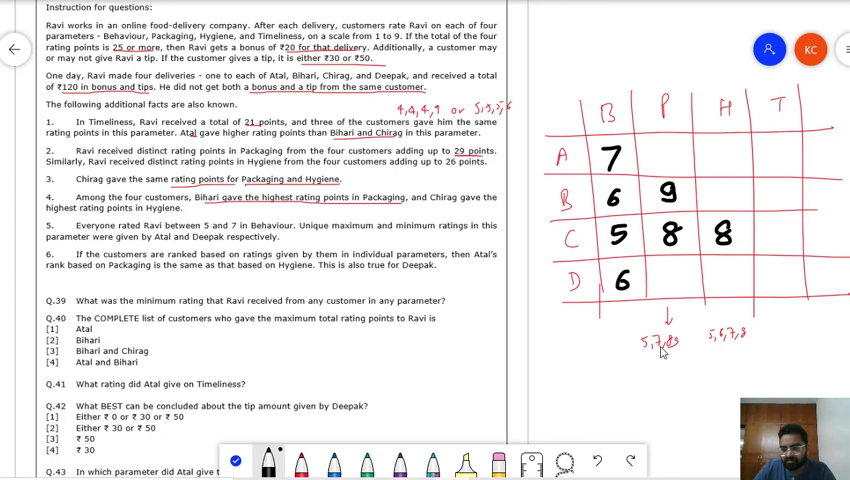 Instruction for questions:
Ravi works in an online food-delivery company. After each delivery, customers rate Ravi on each of four
parameters - Behaviour, Packaging, Hygiene, and Timeliness, on a scale from 1 to 9. If the total of the four
rating points is 25 or more, then Ravi gets a bonus of ₹20 for that delivery. Additionally, a customer may
or may not give Ravi a tip. If the customer gives a tip, it is either ₹30 or ₹50.
One day, Ravi made four deliveries - one to each of Atal, Bihari, Chirag, and Deepak, and received a total
of ₹120 in bonus and tips. He did not get both a bonus and a tip from the same customer.
The following additional facts are also known.
4,4,4,9 or 5,5,5,6
1. In Timeliness, Ravi received a total of 21 points, and three of the customers gave him the same
rating points in this parameter. Atal gave higher rating points than Bihari and Chirag in this parameter.
2. Ravi received distinct rating points in Packaging from the four customers adding up to 29 points.
Similarly, Ravi received distinct rating points in Hygiene from the four customers adding up to 26 points.
3. Chirag gave the same rating points for Packaging and Hygiene.
4. Among the four customers, Bihari gave the highest rating points in Packaging, and Chirag gave the
highest rating points in Hygiene.
5. Everyone rated Ravi between 5 and 7 in Behaviour. Unique maximum and minimum ratings in this
parameter were given by Atal and Deepak respectively.
6. If the customers are ranked based on ratings given by them in individual parameters, then Atal's
rank based on Packaging is the same as that based on Hygiene. This is also true for Deepak.
Q.39 What was the minimum rating that Ravi received from any customer in any parameter?
Q.40 The COMPLETE list of customers who gave the maximum total rating points to Ravi is
[1] Atal
[2] Bihari
[3] Bihari and Chirag
[4] Atal and Bihari
Q.41 What rating did Atal give on Timeliness?
Q.42 What BEST can be concluded about the tip amount given by Deepak?
[1] Either ₹ 0 or ₹ 30 or ₹ 50
[2] Either ₹ 30 or ₹ 50
[3] ₹ 50
[4] ₹ 30
Q.43 In which parameter did Atal give t
KC
B P H T
A 7
B 6 9
C 5 8 8
D 6
5,7,8,9 5,6,7,8